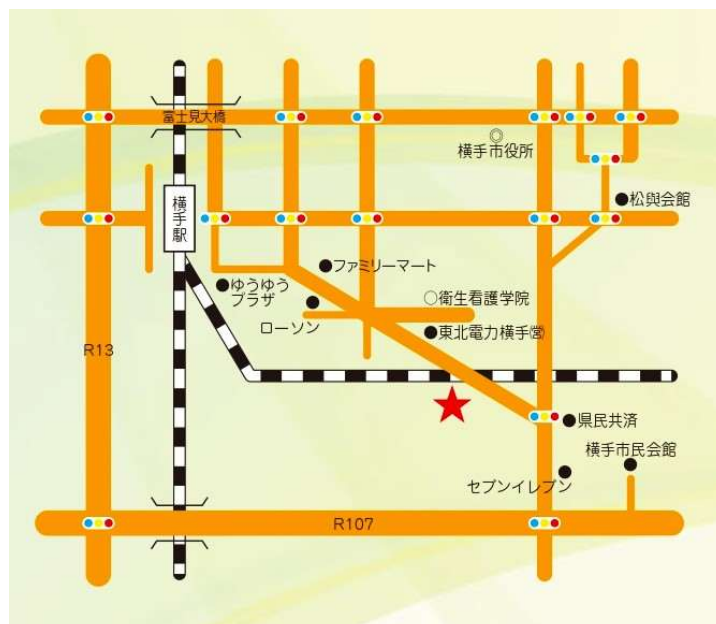 富士見大橋
横手市役所
松與会館
横手駅
ファミリーマート
ゆうゆう
プラザ
衛生看護学院
ローソン
東北電力横手㊢
R13
県民共済
横手市民会館
セブンイレブン
R107